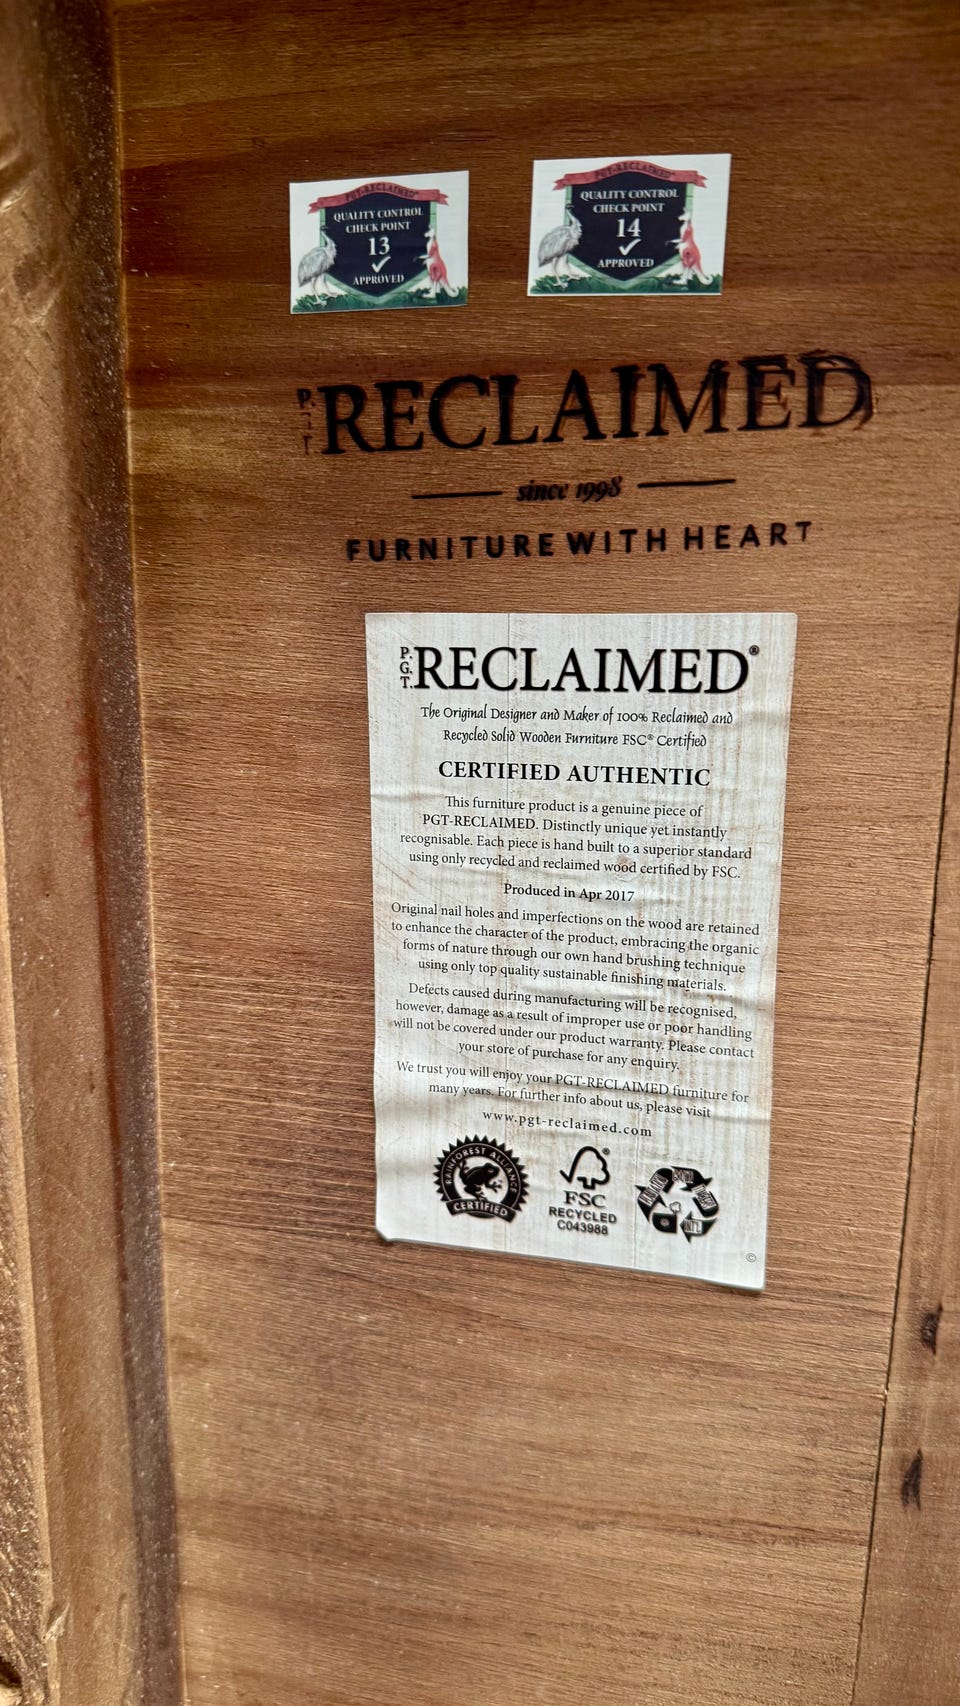 PGT-RECLAIMED
QUALITY CONTROL
CHECK POINT
13
APPROVED
PGT-RECLAIMED
QUALITY CONTROL
CHECK POINT
14
APPROVED
RECLAIMED
since 1998
FURNITURE WITH HEART
P.G.T. RECLAIMED®
The Original Designer and Maker of 100% Reclaimed and
Recycled Solid Wooden Furniture FSC® Certified
CERTIFIED AUTHENTIC
This furniture product is a genuine piece of
PGT-RECLAIMED. Distinctly unique yet instantly
recognisable. Each piece is hand built to a superior standard
using only recycled and reclaimed wood certified by FSC.
Produced in Apr 2017
Original nail holes and imperfections on the wood are retained
to enhance the character of the product, embracing the organic
forms of nature through our own hand brushing technique
using only top quality sustainable finishing materials.
Defects caused during manufacturing will be recognised,
however, damage as a result of improper use or poor handling
will not be covered under our product warranty. Please contact
your store of purchase for any enquiry.
We trust you will enjoy your PGT-RECLAIMED furniture for
many years. For further info about us, please visit
www.pgt-reclaimed.com
RAINFOREST ALLIANCE
CERTIFIED
®
FSC
RECYCLED
C043988
©